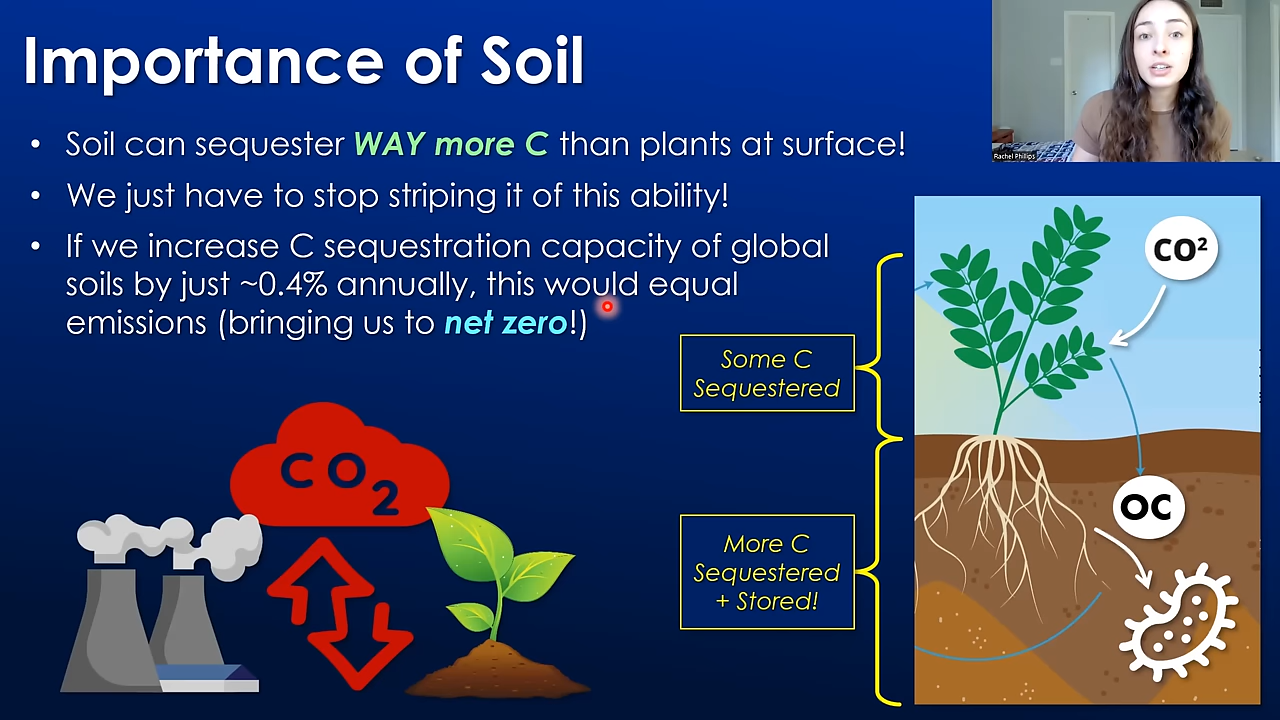 Importance of Soil
• Soil can sequester WAY more C than plants at surface!
• We just have to stop striping it of this ability!
• If we increase C sequestration capacity of global
soils by just ~0.4% annually, this would equal
emissions (bringing us to net zero!)
Rachel Phillips
CO²
Some C
Sequestered
OC
More C
Sequestered
+ Stored!
CO₂